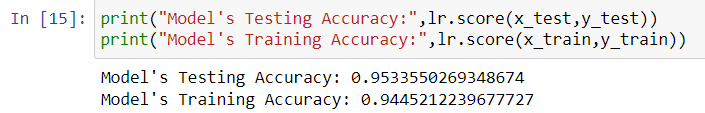 In [15]: print("Model's Testing Accuracy:",lr.score(x_test,y_test))
print("Model's Training Accuracy:",lr.score(x_train,y_train))
Model's Testing Accuracy: 0.9533550269348674
Model's Training Accuracy: 0.9445212239677727